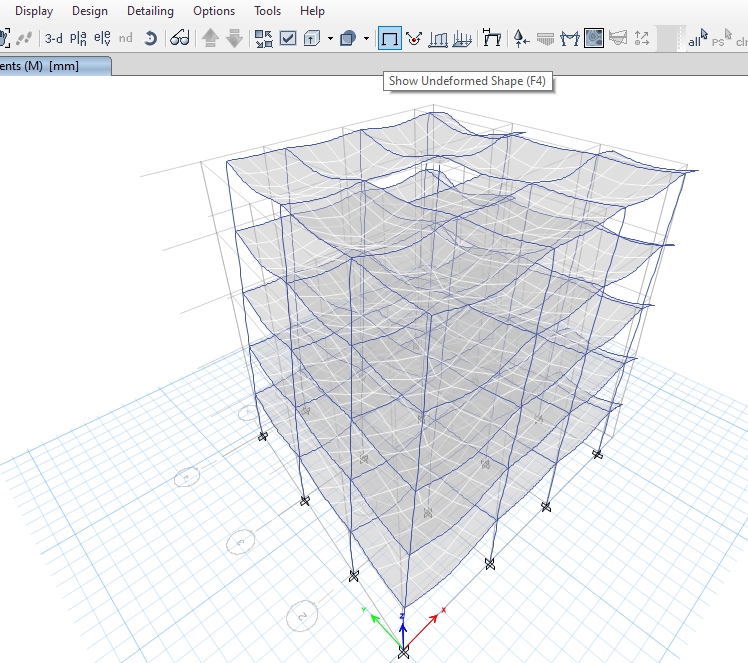 Display Design Detailing Options Tools Help
3-d pla ele nd all PS clr
ents (M) [mm]
Show Undeformed Shape (F4)
Y Z X